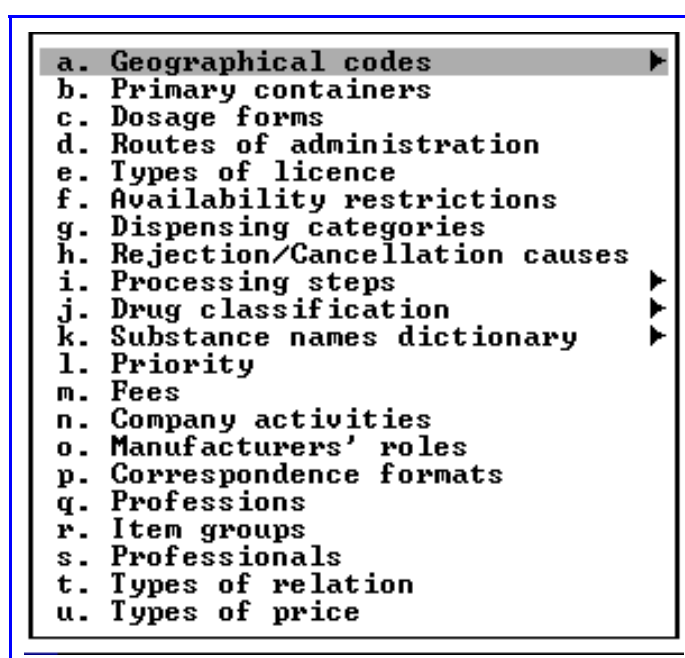 a. Geographical codes
b. Primary containers
c. Dosage forms
d. Routes of administration
e. Types of licence
f. Availability restrictions
g. Dispensing categories
h. Rejection/Cancellation causes
i. Processing steps
j. Drug classification
k. Substance names dictionary
l. Priority
m. Fees
n. Company activities
o. Manufacturers' roles
p. Correspondence formats
q. Professions
r. Item groups
s. Professionals
t. Types of relation
u. Types of price